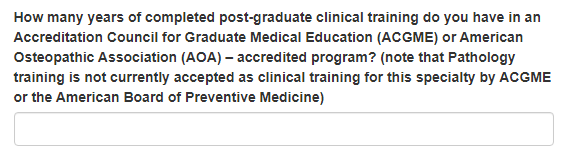 How many years of completed post-graduate clinical training do you have in an
Accreditation Council for Graduate Medical Education (ACGME) or American
Osteopathic Association (AOA) – accredited program? (note that Pathology
training is not currently accepted as clinical training for this specialty by ACGME
or the American Board of Preventive Medicine)